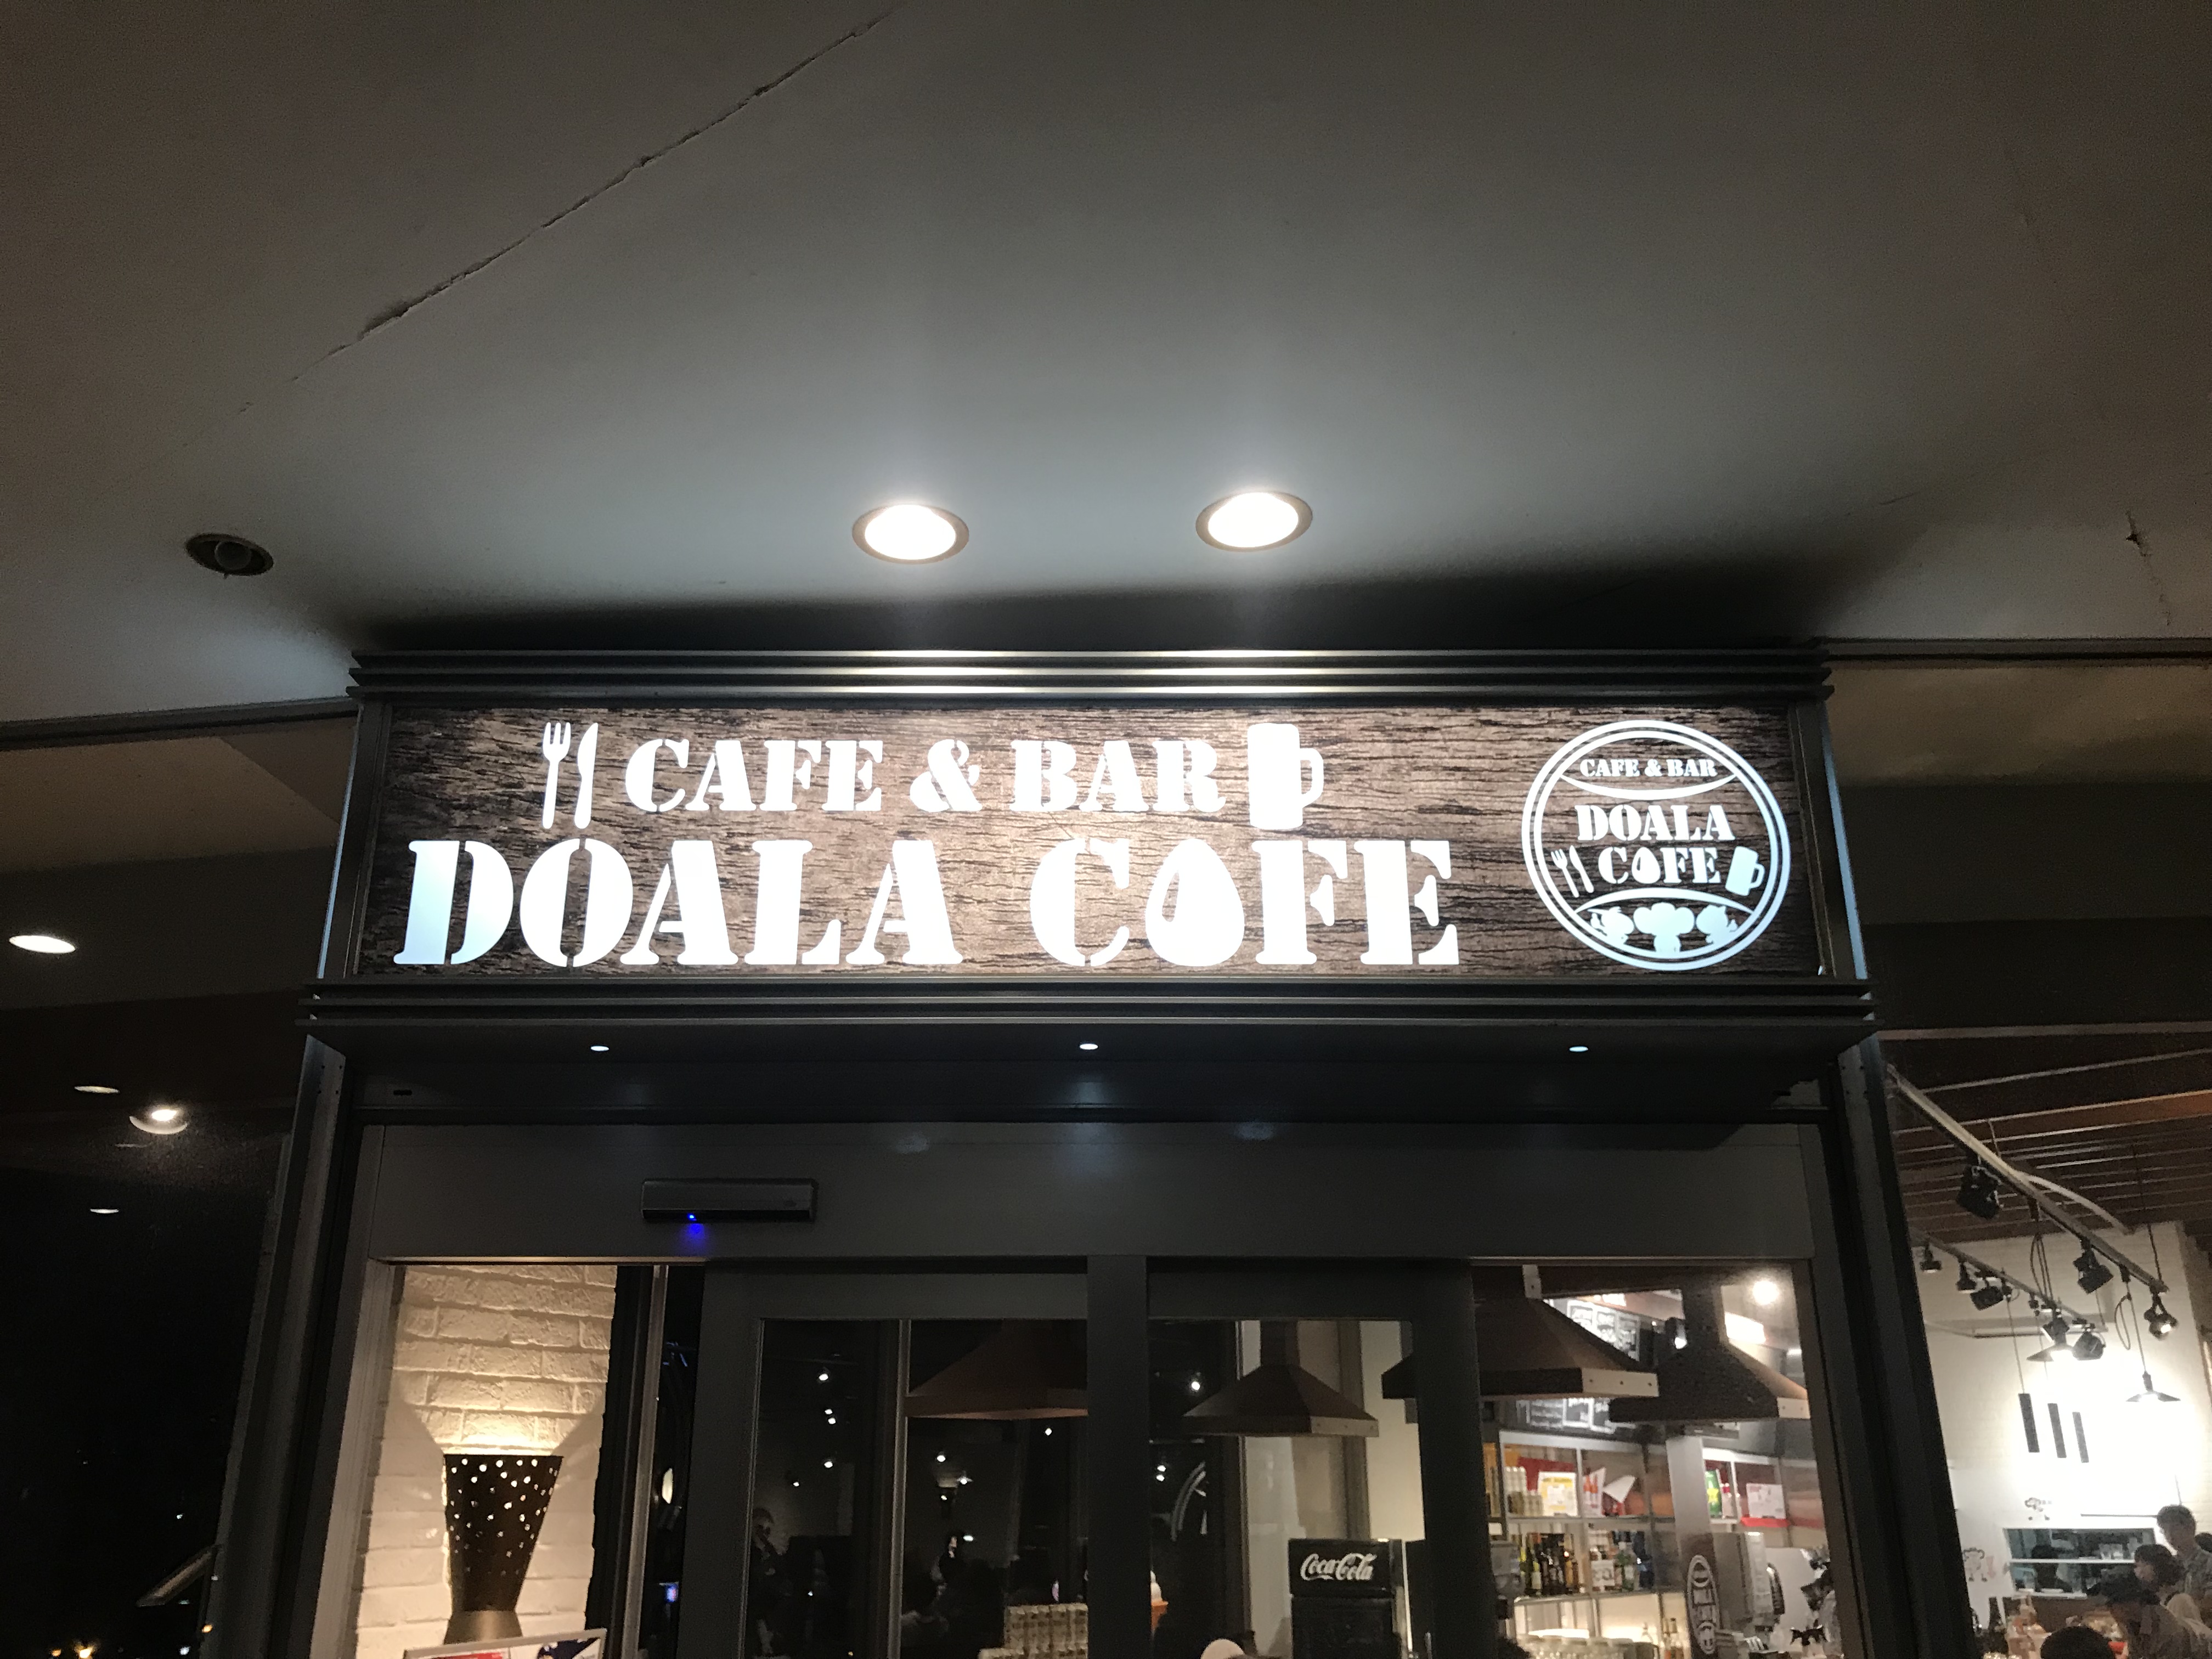 CAFE & BAR
DOALA COFE
CAFE & BAR
DOALA
COFE
Coca-Cola